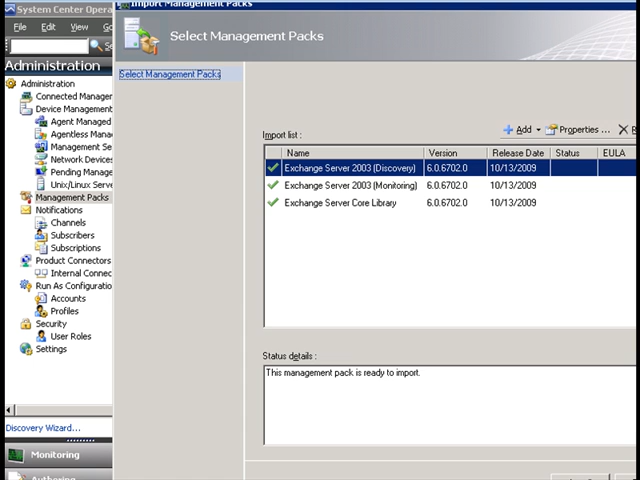 System Center Opera
Import Management Packs
File Edit View Go
Select Management Packs
Administration
Select Management Packs
Administration
Connected Manager
Device Management
Agent Managed
Agentless Mana
Management Se
Network Devices
Pending Manage
Unix/Linux Serve
Management Packs
Notifications
Channels
Subscribers
Subscriptions
Product Connectors
Internal Connec
Run As Configuratio
Accounts
Profiles
Security
User Roles
Settings
Discovery Wizard...
Monitoring
Authoring
Import list :
Add Properties ... R
Name Version Release Date Status EULA
Exchange Server 2003 (Discovery) 6.0.6702.0 10/13/2009
Exchange Server 2003 (Monitoring) 6.0.6702.0 10/13/2009
Exchange Server Core Library 6.0.6702.0 10/13/2009
Status details :
This management pack is ready to import.